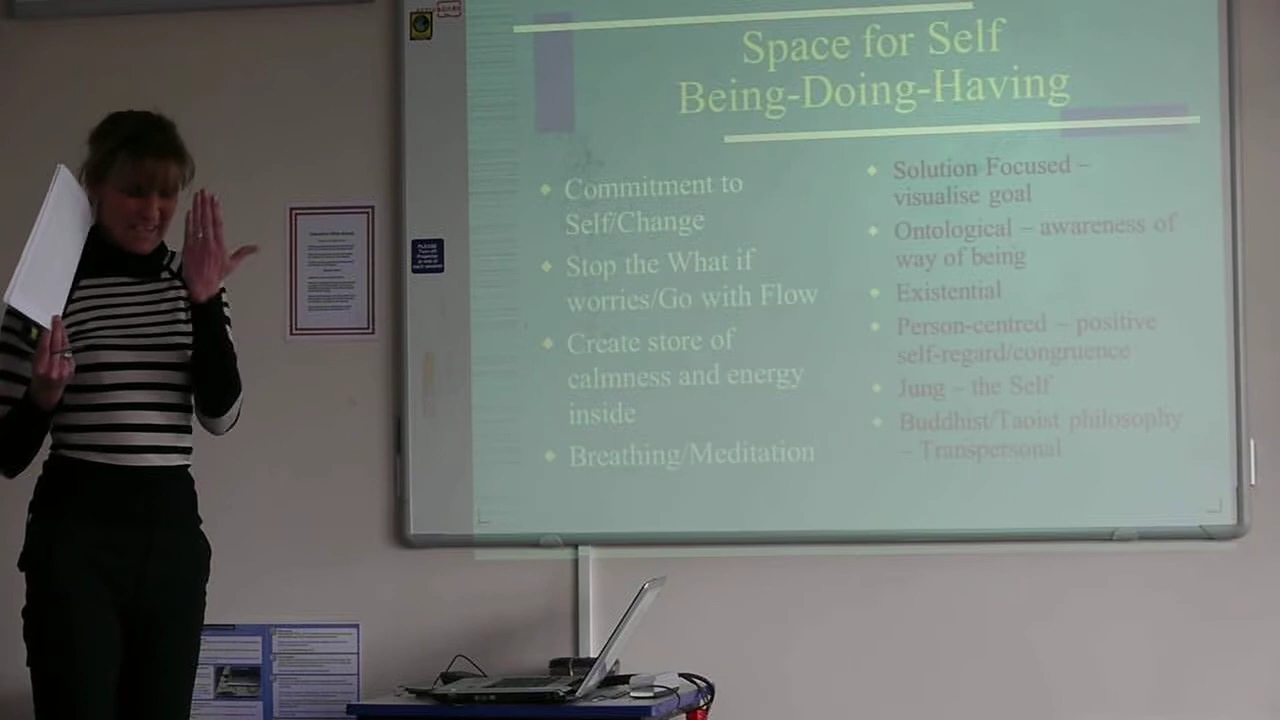 Space for Self
Being-Doing-Having
Commitment to
Self/Change
Stop the What if
worries/Go with Flow
Create store of
calmness and energy
inside
Breathing/Meditation
Solution Focused –
visualise goal
Ontological – awareness of
way of being
Existential
Person-centred – positive
self-regard/congruence
Jung – the Self
Buddhist/Taoist philosophy
– Transpersonal
PLEASE